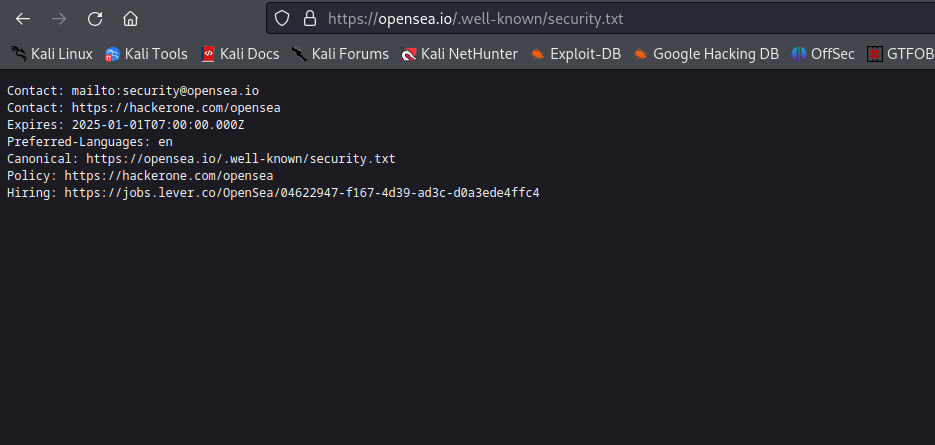 https://opensea.io/.well-known/security.txt
Kali Linux Kali Tools Kali Docs Kali Forums Kali NetHunter Exploit-DB Google Hacking DB OffSec GTFOB
Contact: mailto:security@opensea.io
Contact: https://hackerone.com/opensea
Expires: 2025-01-01T07:00:00.000Z
Preferred-Languages: en
Canonical: https://opensea.io/.well-known/security.txt
Policy: https://hackerone.com/opensea
Hiring: https://jobs.lever.co/OpenSea/04622947-f167-4d39-ad3c-d0a3ede4ffc4